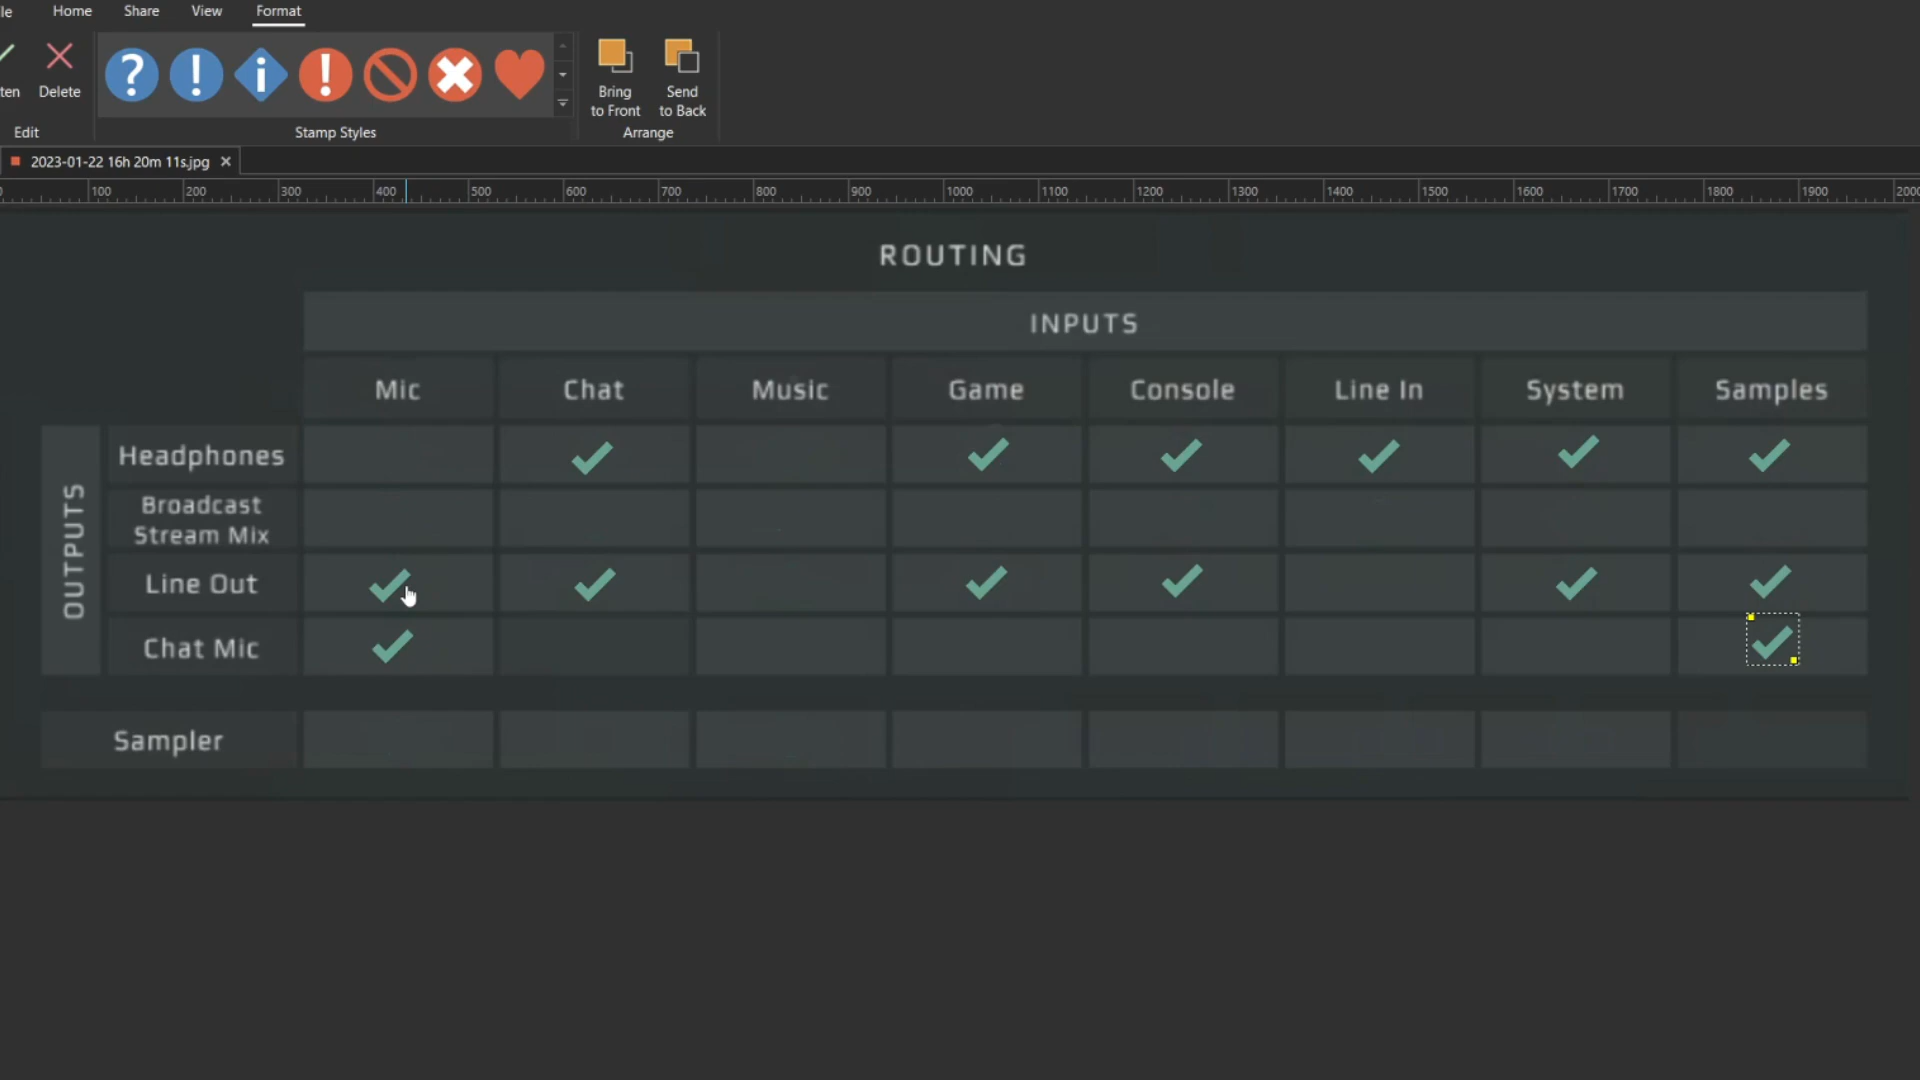 le Home Share View Format
ten Delete
Bring to Front
Send to Back
Edit Stamp Styles Arrange
2023-01-22 16h 20m 11s.jpg
0 100 200 300 400 500 600 700 800 900 1000 1100 1200 1300 1400 1500 1600 1700 1800 1900 2000
ROUTING
INPUTS
Mic Chat Music Game Console Line In System Samples
OUTPUTS
Headphones
Broadcast
Stream Mix
Line Out
Chat Mic
Sampler